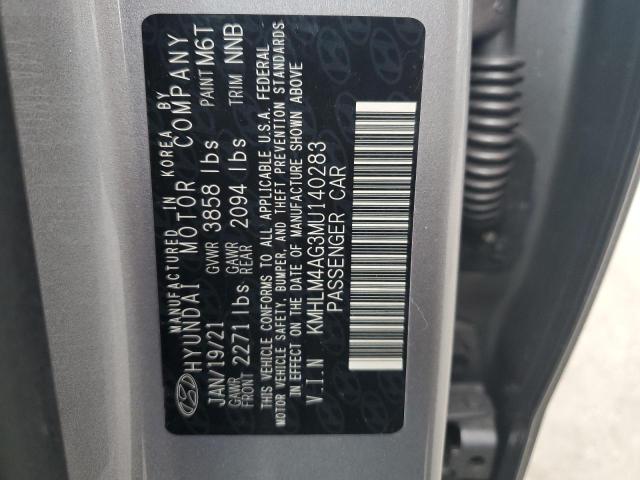 MANUFACTURED IN KOREA BY
HYUNDAI MOTOR COMPANY
JAN/19/21 GVWR 3858 lbs PAINT M6T
GAWR FRONT 2271 lbs GAWR REAR 2094 lbs TRIM NNB
THIS VEHICLE CONFORMS TO ALL APPLICABLE U.S.A. FEDERAL
MOTOR VEHICLE SAFETY, BUMPER, AND THEFT PREVENTION STANDARDS
IN EFFECT ON THE DATE OF MANUFACTURE SHOWN ABOVE
V.I.N KMHLM4AG3MU140283
PASSENGER CAR